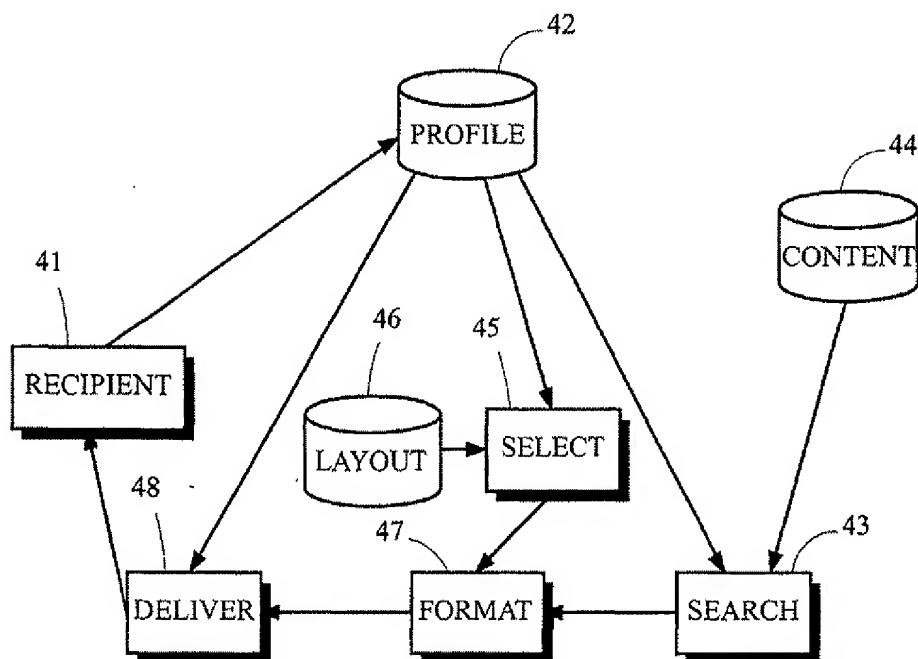 42
PROFILE
44
CONTENT
41
RECIPIENT
46
LAYOUT
45
SELECT
48
DELIVER
47
FORMAT
43
SEARCH